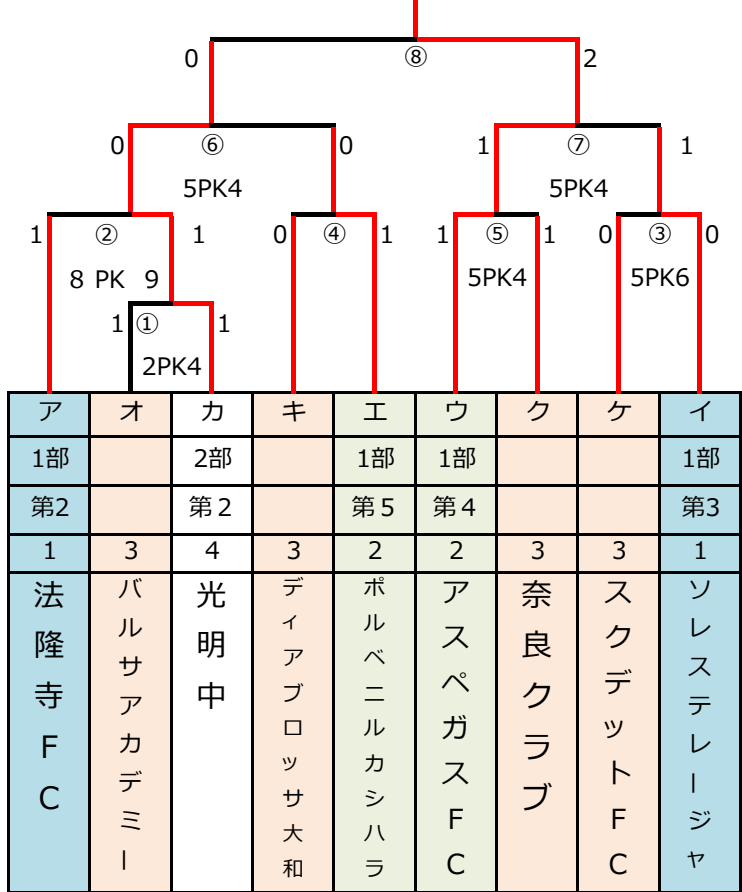 0 ⑧ 2
0 ⑥ 0 1 ⑦ 1
5PK4 5PK4
1 ② 1 0 ④ 1 1 ⑤ 1 0 ③ 0
8 PK 9 5PK4 5PK6
1 ① 1
2PK4
ア オ カ キ エ ウ ク ケ イ
1部 2部 1部 1部 1部
第2 第２ 第５ 第４ 第3
1 3 4 3 2 2 3 3 1
法隆寺FC
バルサアカデミー
光明中
ディアブロッサ大和
ポルベニルカシハラ
アスペガスFC
奈良クラブ
スクデットFC
ソレステレージャ